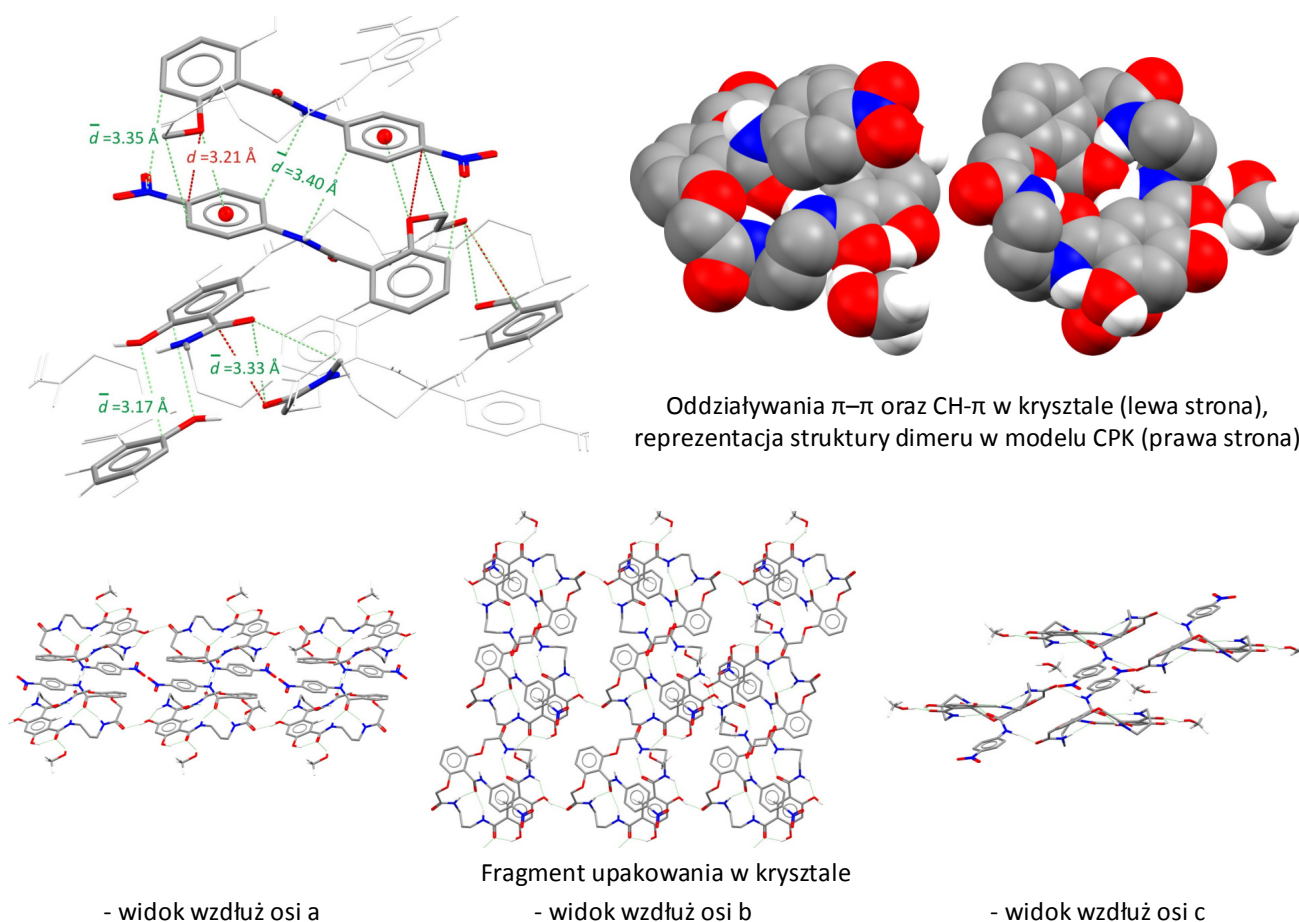 d̄ =3.35 Å
d =3.21 Å
d̄ =3.40 Å
d̄ =3.33 Å
d̄ =3.17 Å
Oddziaływania π–π oraz CH-π w krysztale (lewa strona),
reprezentacja struktury dimeru w modelu CPK (prawa strona)
Fragment upakowania w krysztale
- widok wzdłuż osi a
- widok wzdłuż osi b
- widok wzdłuż osi c